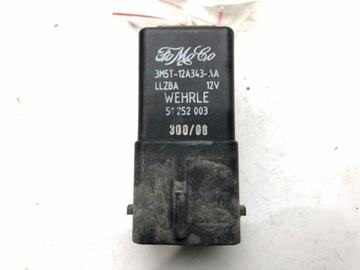 FoMoCo
3M5T-12A343-AA
LLZBA 12V
WEHRLE
51 252 003
300/06